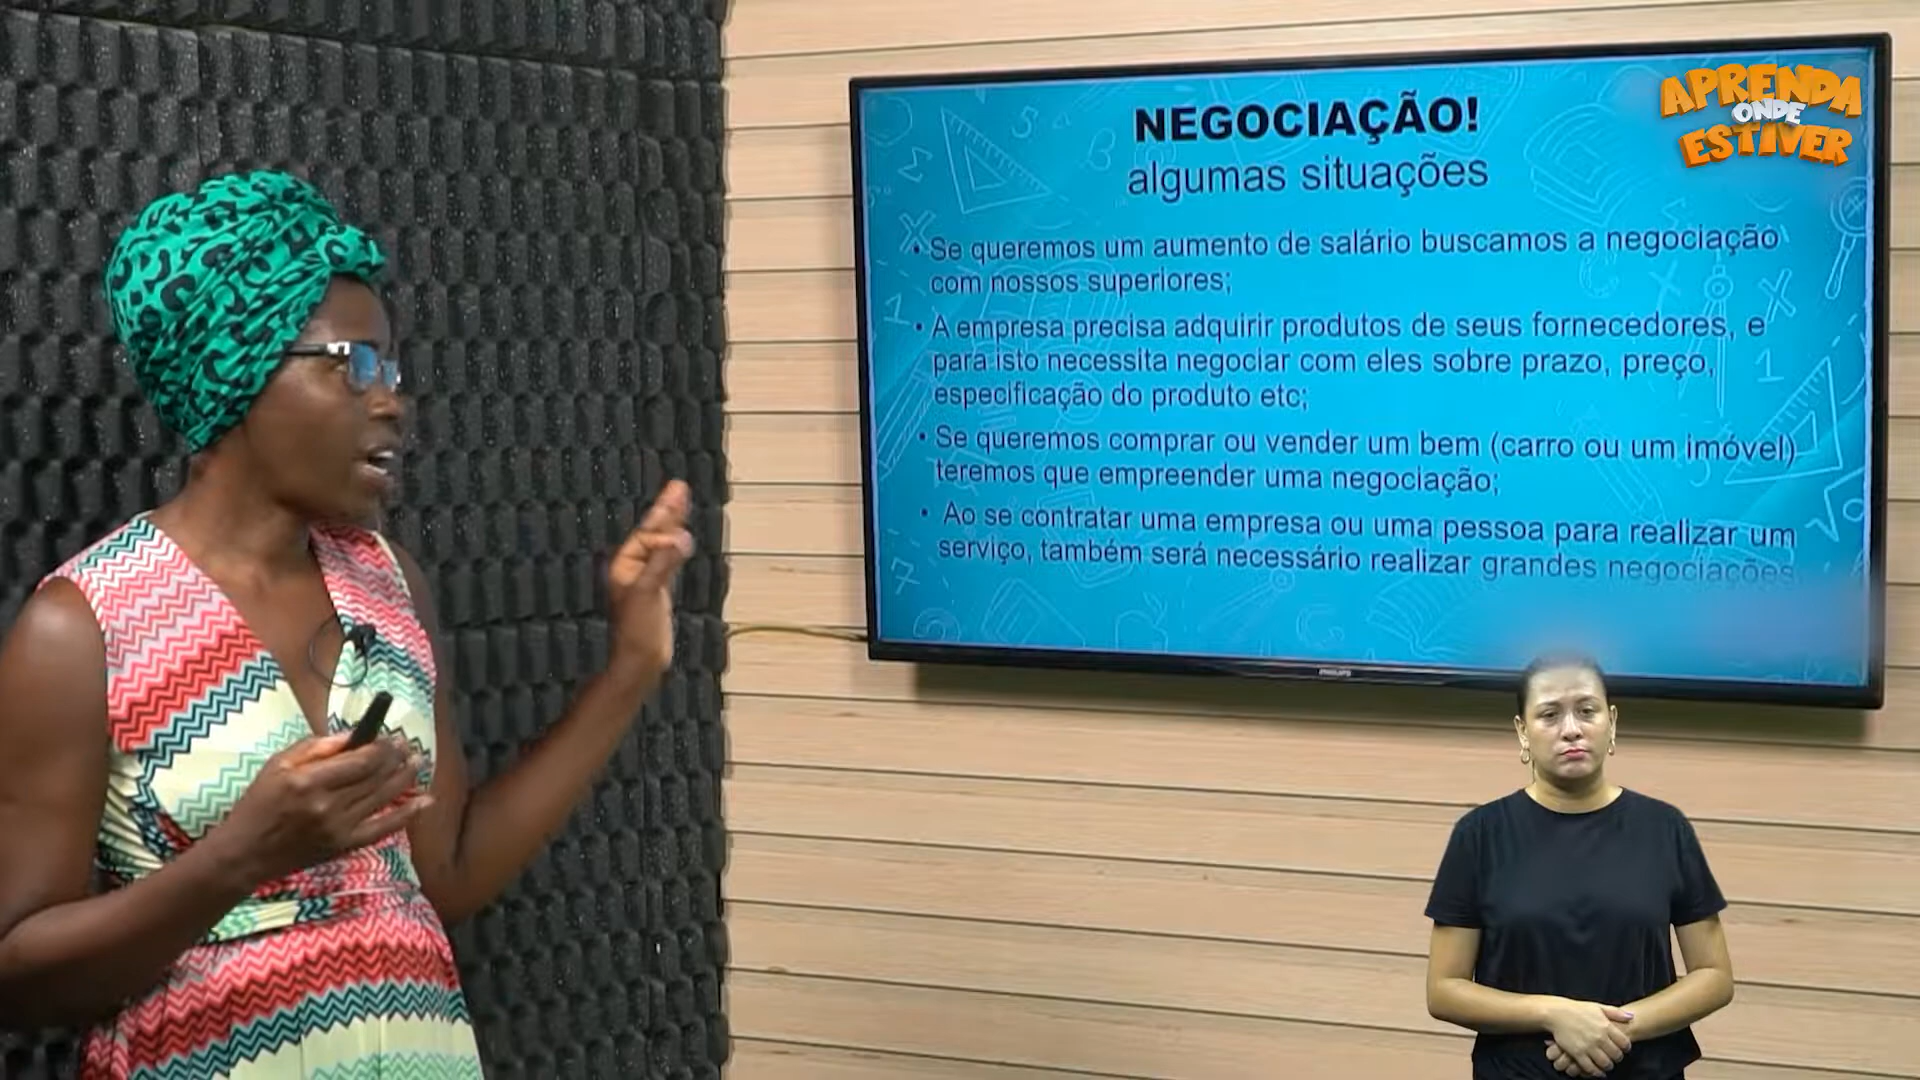 APRENDA
ONDE
ESTIVER
NEGOCIAÇÃO!
algumas situações
• Se queremos um aumento de salário buscamos a negociação
com nossos superiores;
• A empresa precisa adquirir produtos de seus fornecedores, e
para isto necessita negociar com eles sobre prazo, preço,
especificação do produto etc;
• Se queremos comprar ou vender um bem (carro ou um imóvel)
teremos que empreender uma negociação;
• Ao se contratar uma empresa ou uma pessoa para realizar um
serviço, também será necessário realizar grandes negociações.
PHILIPS